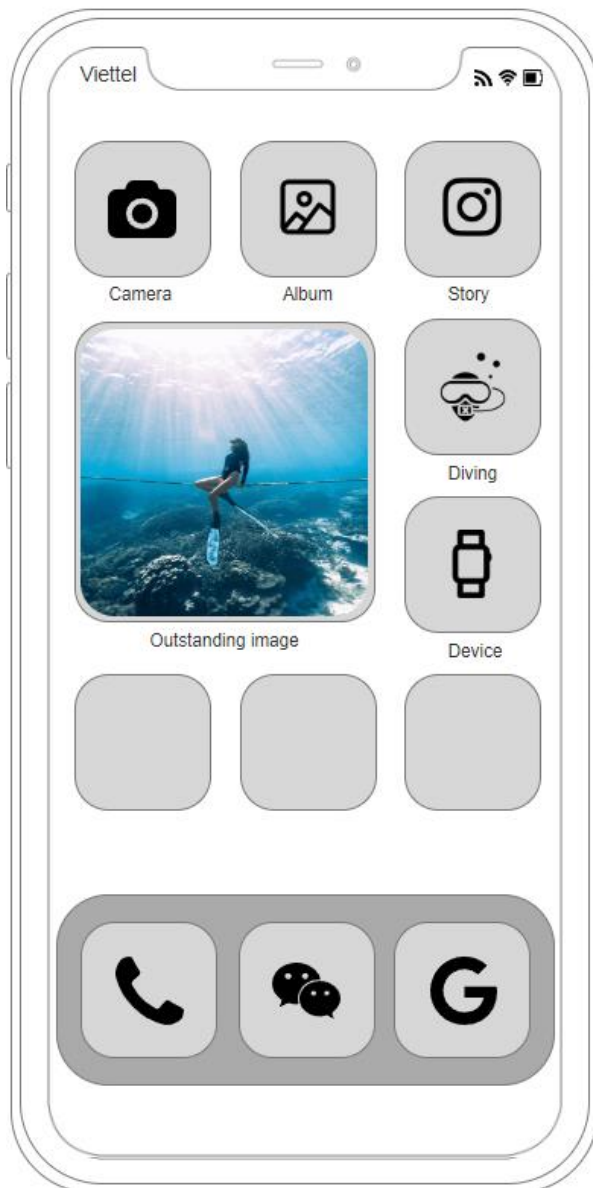 Viettel
Camera
Album
Story
Diving
Outstanding image
Device